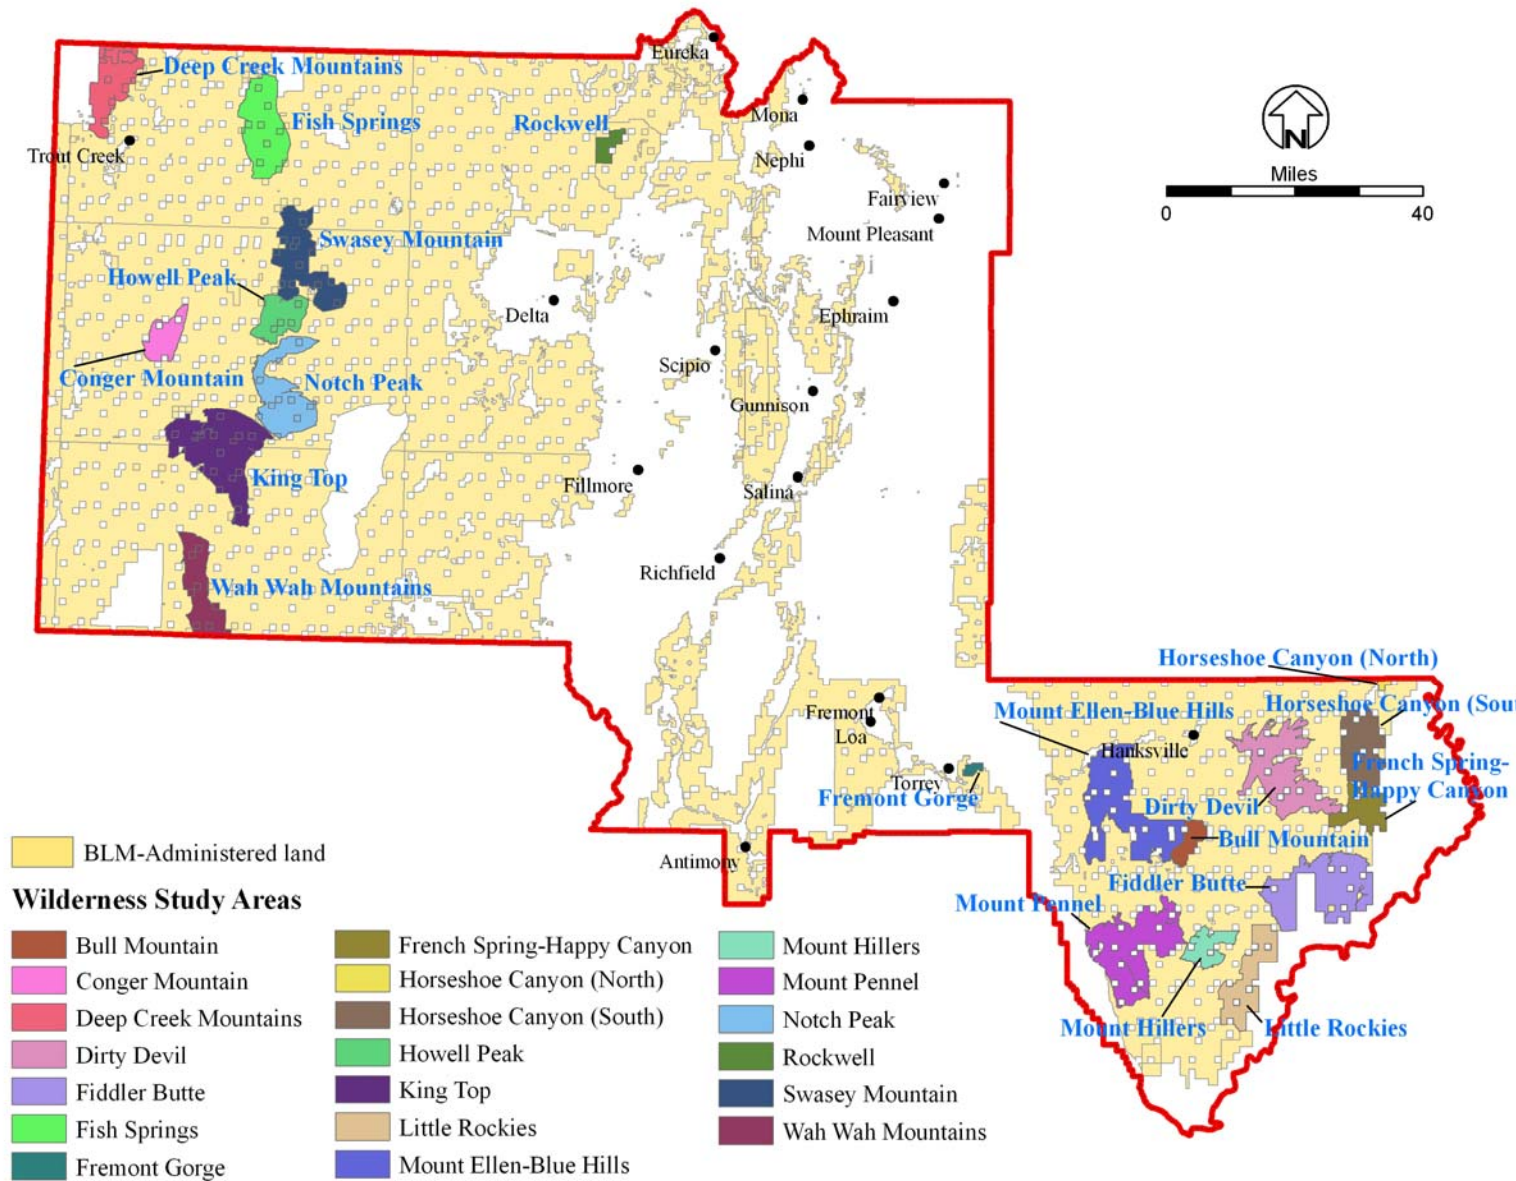 Eureka
Deep Creek Mountains
Fish Springs
Rockwell
Mona
Trout Creek
Nephi
Fairview
Mount Pleasant
N
Miles
0 40
Swasey Mountain
Howell Peak
Delta
Ephraim
Scipio
Conger Mountain
Notch Peak
Gunnison
King Top
Fillmore
Salina
Richfield
Wah Wah Mountains
Horseshoe Canyon (North)
Fremont
Loa
Mount Ellen-Blue Hills
Horseshoe Canyon (Sou
Hanksville
French Spring-
Happy Canyon
Torrey
Fremont Gorge
Dirty Devil
Bull Mountain
Antimony
Fiddler Butte
Mount Pennel
Mount Hillers
Little Rockies
BLM-Administered land
Wilderness Study Areas
Bull Mountain
Conger Mountain
Deep Creek Mountains
Dirty Devil
Fiddler Butte
Fish Springs
Fremont Gorge
French Spring-Happy Canyon
Horseshoe Canyon (North)
Horseshoe Canyon (South)
Howell Peak
King Top
Little Rockies
Mount Ellen-Blue Hills
Mount Hillers
Mount Pennel
Notch Peak
Rockwell
Swasey Mountain
Wah Wah Mountains